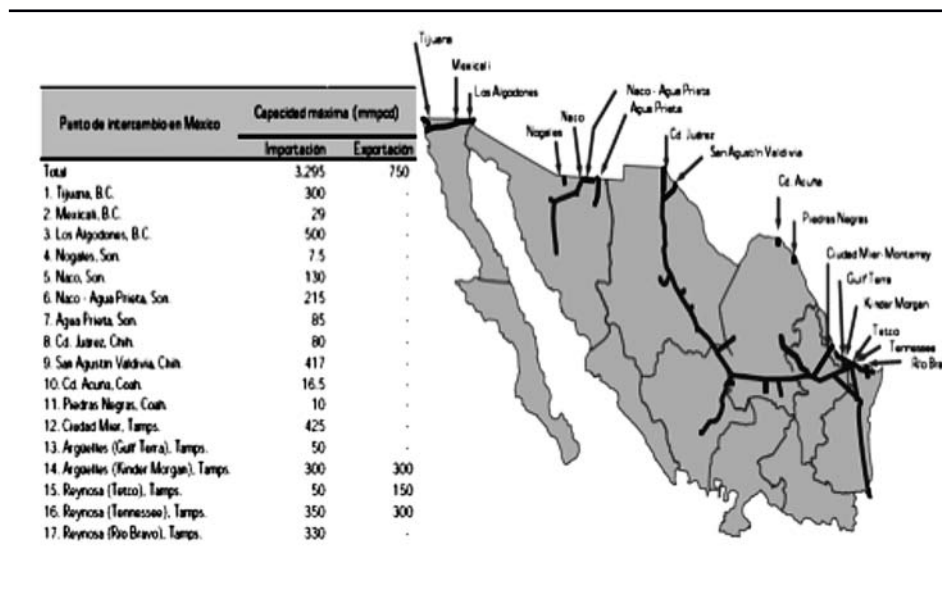 Punto de intercambio en México
Capacidad máxima (mmpcd)
Importación Exportación
Total 3,295 750
1. Tijuana, B.C. 300 -
2. Mexicali, B.C. 29 -
3. Los Algodones, B.C. 500 -
4. Nogales, Son. 7.5 -
5. Naco, Son. 130 -
6. Naco - Agua Prieta, Son. 215 -
7. Agua Prieta, Son. 85 -
8. Cd. Juárez, Chih. 80 -
9. San Agustín Valdivia, Chih. 417 -
10. Cd. Acuña, Coah. 16.5 -
11. Piedras Negras, Coah. 10 -
12. Ciudad Mier, Tamps. 425 -
13. Argüelles (Gulf Terra), Tamps. 50 -
14. Argüelles (Kinder Morgan), Tamps. 300 300
15. Reynosa (Tetco), Tamps. 50 150
16. Reynosa (Tennessee), Tamps. 350 300
17. Reynosa (Río Bravo), Tamps. 330 -
Tijuana
Mexicali
Los Algodones
Nogales
Naco
Naco - Agua Prieta
Agua Prieta
Cd. Juárez
San Agustín Valdivia
Cd. Acuña
Piedras Negras
Ciudad Mier-Monterrey
Gulf Terra
Kinder Morgan
Tetco
Tennessee
Río Bra